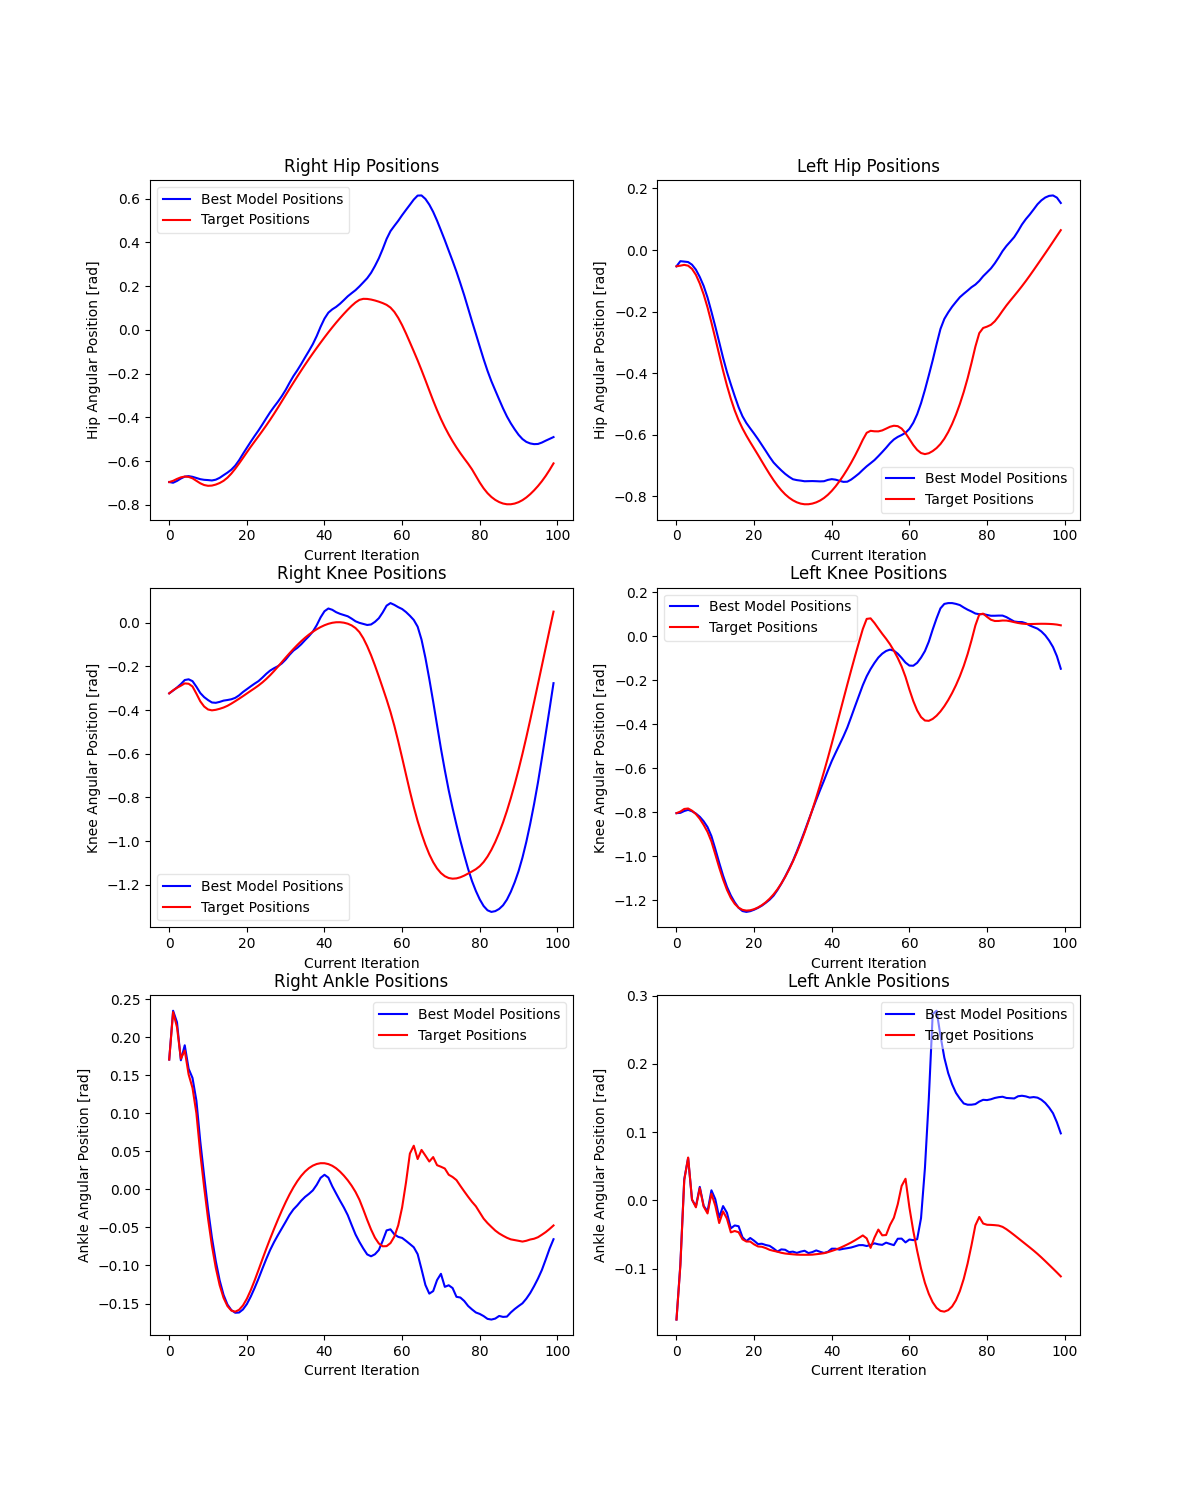 Right Hip Positions
Hip Angular Position [rad]
0.6
0.4
0.2
0.0
−0.2
−0.4
−0.6
−0.8
Best Model Positions
Target Positions
0 20 40 60 80 100
Current Iteration
Left Hip Positions
Hip Angular Position [rad]
0.2
0.0
−0.2
−0.4
−0.6
−0.8
Best Model Positions
Target Positions
0 20 40 60 80 100
Current Iteration
Right Knee Positions
Knee Angular Position [rad]
0.0
−0.2
−0.4
−0.6
−0.8
−1.0
−1.2
Best Model Positions
Target Positions
0 20 40 60 80 100
Current Iteration
Left Knee Positions
Knee Angular Position [rad]
0.2
0.0
−0.2
−0.4
−0.6
−0.8
−1.0
−1.2
Best Model Positions
Target Positions
0 20 40 60 80 100
Current Iteration
Right Ankle Positions
Ankle Angular Position [rad]
0.25
0.20
0.15
0.10
0.05
0.00
−0.05
−0.10
−0.15
Best Model Positions
Target Positions
0 20 40 60 80 100
Current Iteration
Left Ankle Positions
Ankle Angular Position [rad]
0.3
0.2
0.1
0.0
−0.1
Best Model Positions
Target Positions
0 20 40 60 80 100
Current Iteration